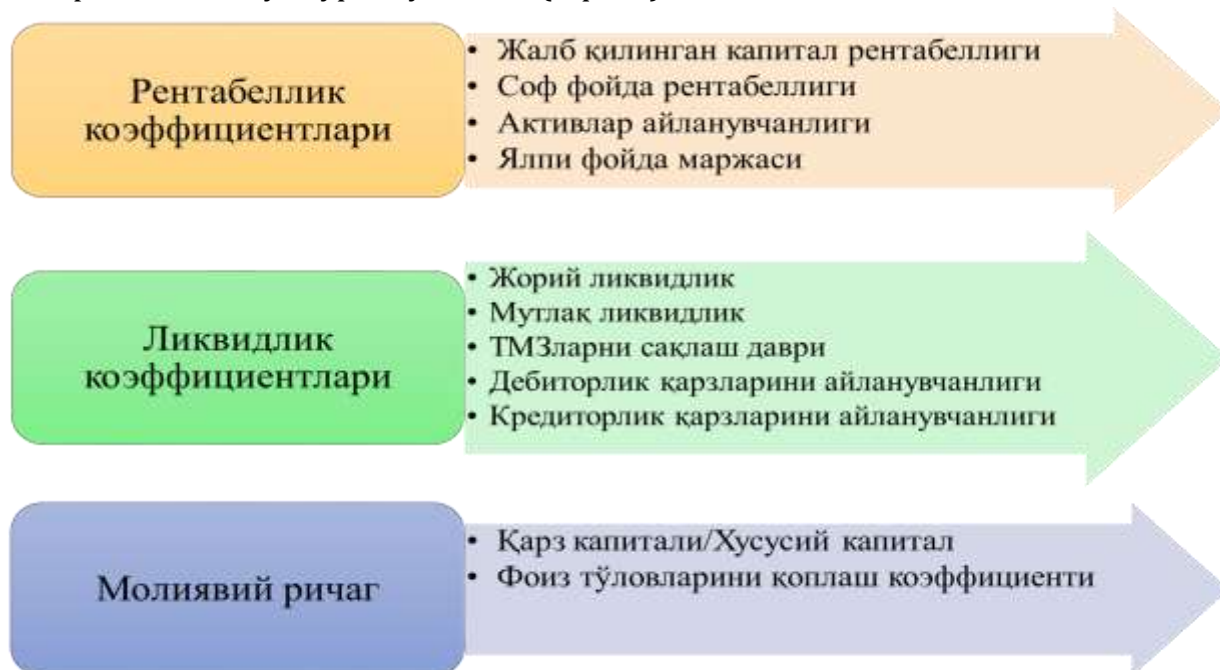 Рентабеллик
коэффициентлари
• Жалб қилинган капитал рентабеллиги
• Соф фойда рентабеллиги
• Активлар айланувчанлиги
• Ялпи фойда маржаси
Ликвидлик
коэффициентлари
• Жорий ликвидлик
• Мутлақ ликвидлик
• ТМЗларни сақлаш даври
• Дебиторлик қарзларини айланувчанлиги
• Кредиторлик қарзларини айланувчанлиги
Молиявий ричаг
• Қарз капитали/Хусусий капитал
• Фоиз тўловларини қоплаш коэффициенти